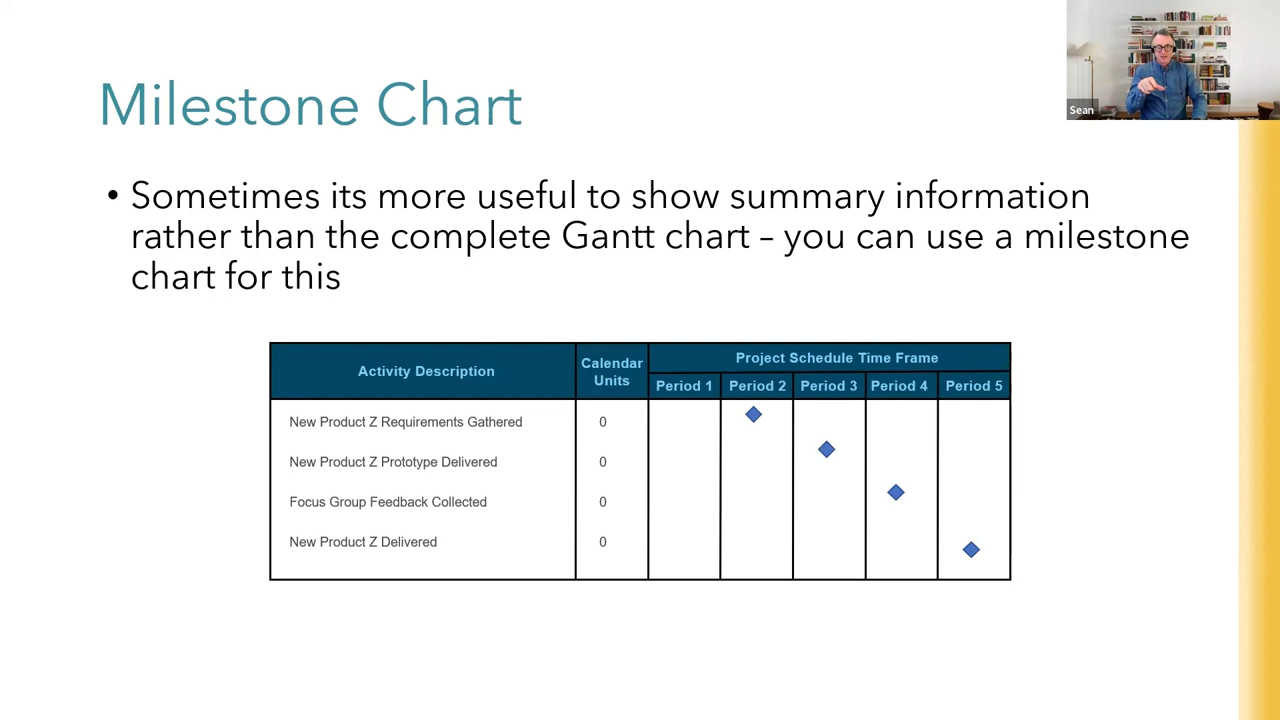 Sean
Milestone Chart
• Sometimes its more useful to show summary information
rather than the complete Gantt chart – you can use a milestone
chart for this
Activity Description
Calendar
Units
Project Schedule Time Frame
Period 1 Period 2 Period 3 Period 4 Period 5
New Product Z Requirements Gathered 0
New Product Z Prototype Delivered 0
Focus Group Feedback Collected 0
New Product Z Delivered 0